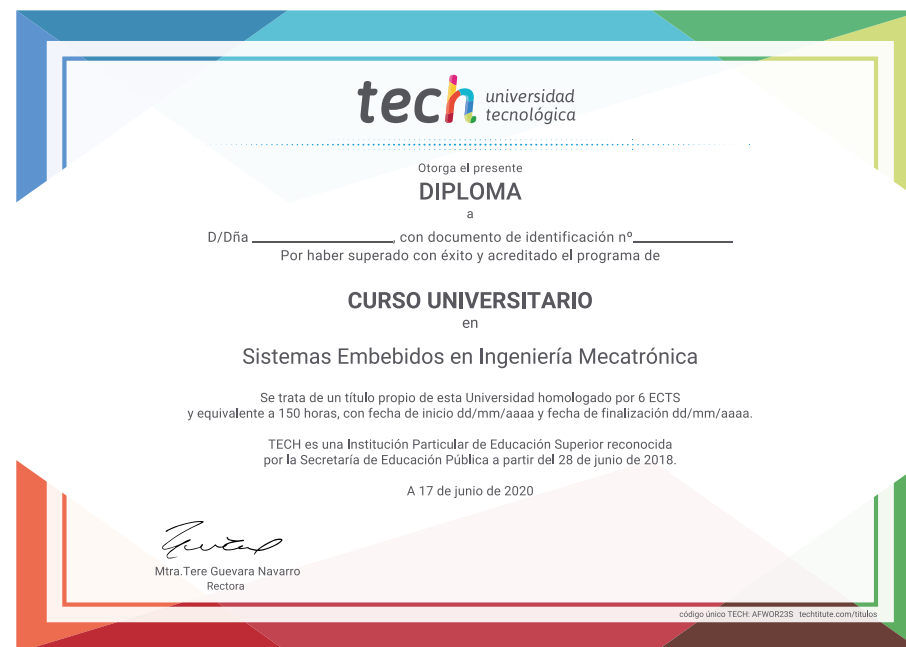 tech universidad
tecnológica
Otorga el presente
DIPLOMA
a
D/Dña ____________________, con documento de identificación nº______________
Por haber superado con éxito y acreditado el programa de
CURSO UNIVERSITARIO
en
Sistemas Embebidos en Ingeniería Mecatrónica
Se trata de un título propio de esta Universidad homologado por 6 ECTS
y equivalente a 150 horas, con fecha de inicio dd/mm/aaaa y fecha de finalización dd/mm/aaaa.
TECH es una Institución Particular de Educación Superior reconocida
por la Secretaría de Educación Pública a partir del 28 de junio de 2018.
A 17 de junio de 2020
Mtra.Tere Guevara Navarro
Rectora
código único TECH: AFWOR23S techtitute.com/titulos